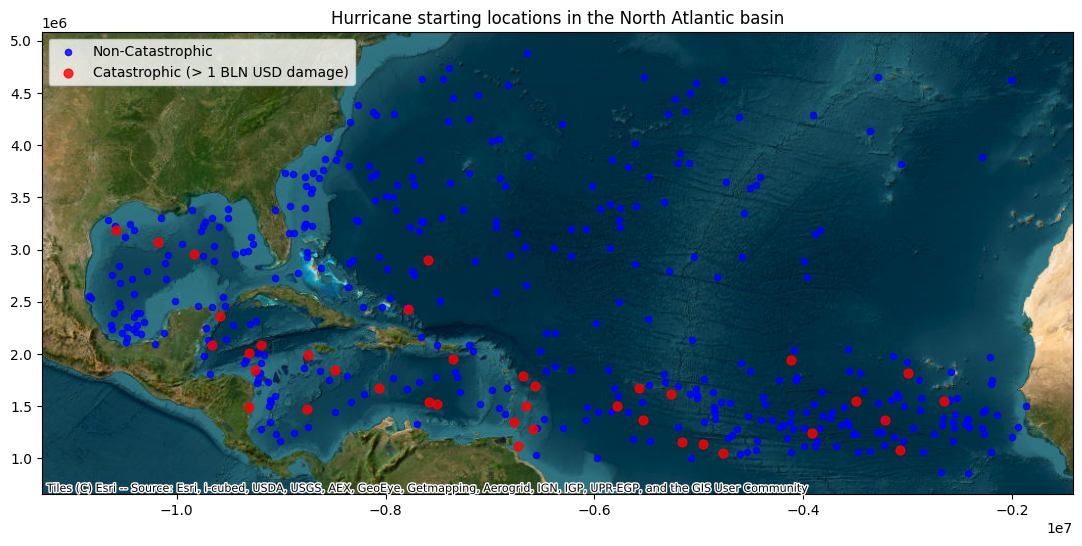 Hurricane starting locations in the North Atlantic basin
1e6
5.0
4.5
4.0
3.5
3.0
2.5
2.0
1.5
1.0
Non-Catastrophic
Catastrophic (> 1 BLN USD damage)
Tiles (C) Esri -- Source: Esri, i-cubed, USDA, USGS, AEX, GeoEye, Getmapping, Aerogrid, IGN, IGP, UPR-EGP, and the GIS User Community
−1.0 −0.8 −0.6 −0.4 −0.2
1e7